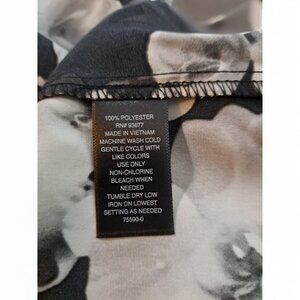 100% POLYESTER
RN# 93677
MADE IN VIETNAM
MACHINE WASH COLD
GENTLE CYCLE WITH
LIKE COLORS
USE ONLY
NON-CHLORINE
BLEACH WHEN
NEEDED
TUMBLE DRY LOW
IRON ON LOWEST
SETTING AS NEEDED
75590-0